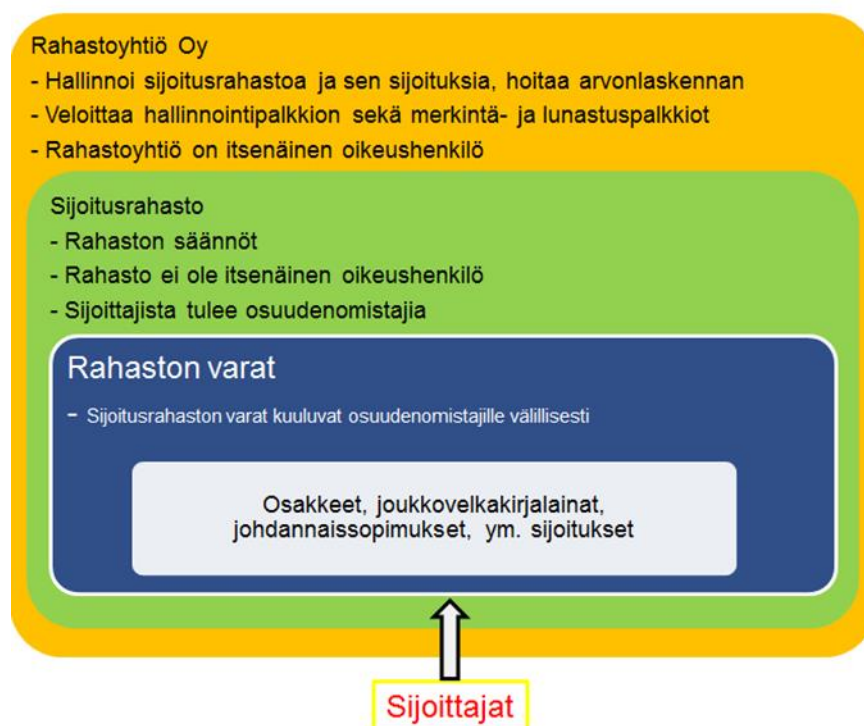 Rahastoyhtiö Oy
- Hallinnoi sijoitusrahastoa ja sen sijoituksia, hoitaa arvonlaskennan
- Veloittaa hallinnointipalkkion sekä merkintä- ja lunastuspalkkiot
- Rahastoyhtiö on itsenäinen oikeushenkilö
Sijoitusrahasto
- Rahaston säännöt
- Rahasto ei ole itsenäinen oikeushenkilö
- Sijoittajista tulee osuudenomistajia
Rahaston varat
- Sijoitusrahaston varat kuuluvat osuudenomistajille välillisesti
Osakkeet, joukkovelkakirjalainat,
johdannaissopimukset, ym. sijoitukset
Sijoittajat